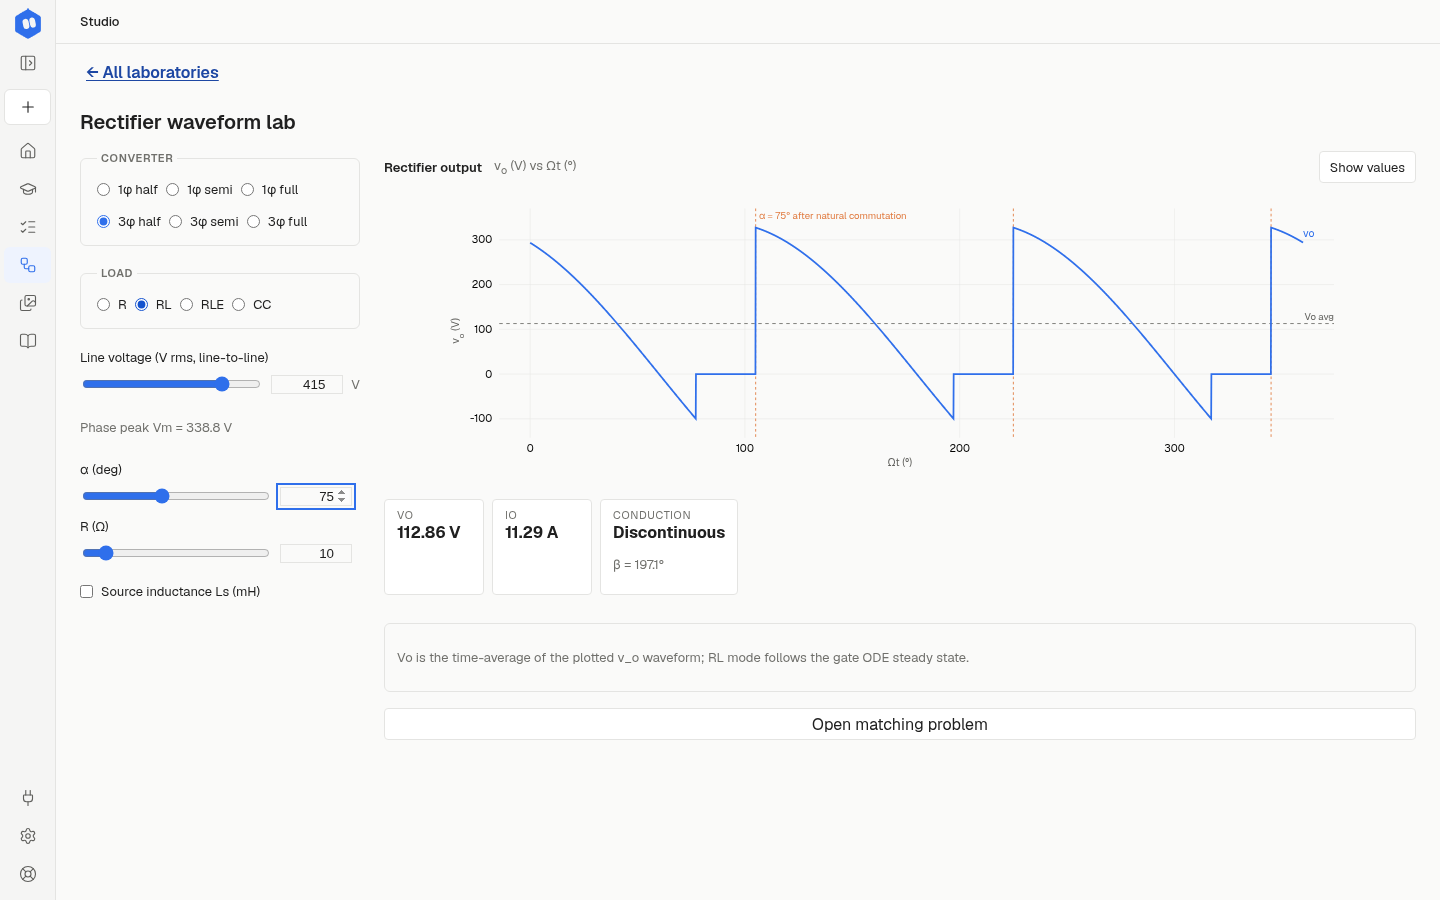 Studio
← All laboratories
Rectifier waveform lab
CONVERTER
1φ half
1φ semi
1φ full
3φ half
3φ semi
3φ full
LOAD
R
RL
RLE
CC
Line voltage (V rms, line-to-line)
415
V
Phase peak Vm = 338.8 V
α (deg)
75
R (Ω)
10
Source inductance Ls (mH)
Rectifier output
vo (V) vs Ωt (°)
Show values
α = 75° after natural commutation
vo
300
200
100
0
-100
vo (V)
Vo avg
0
100
200
300
Ωt (°)
VO
112.86 V
IO
11.29 A
CONDUCTION
Discontinuous
β = 197.1°
Vo is the time-average of the plotted v_o waveform; RL mode follows the gate ODE steady state.
Open matching problem